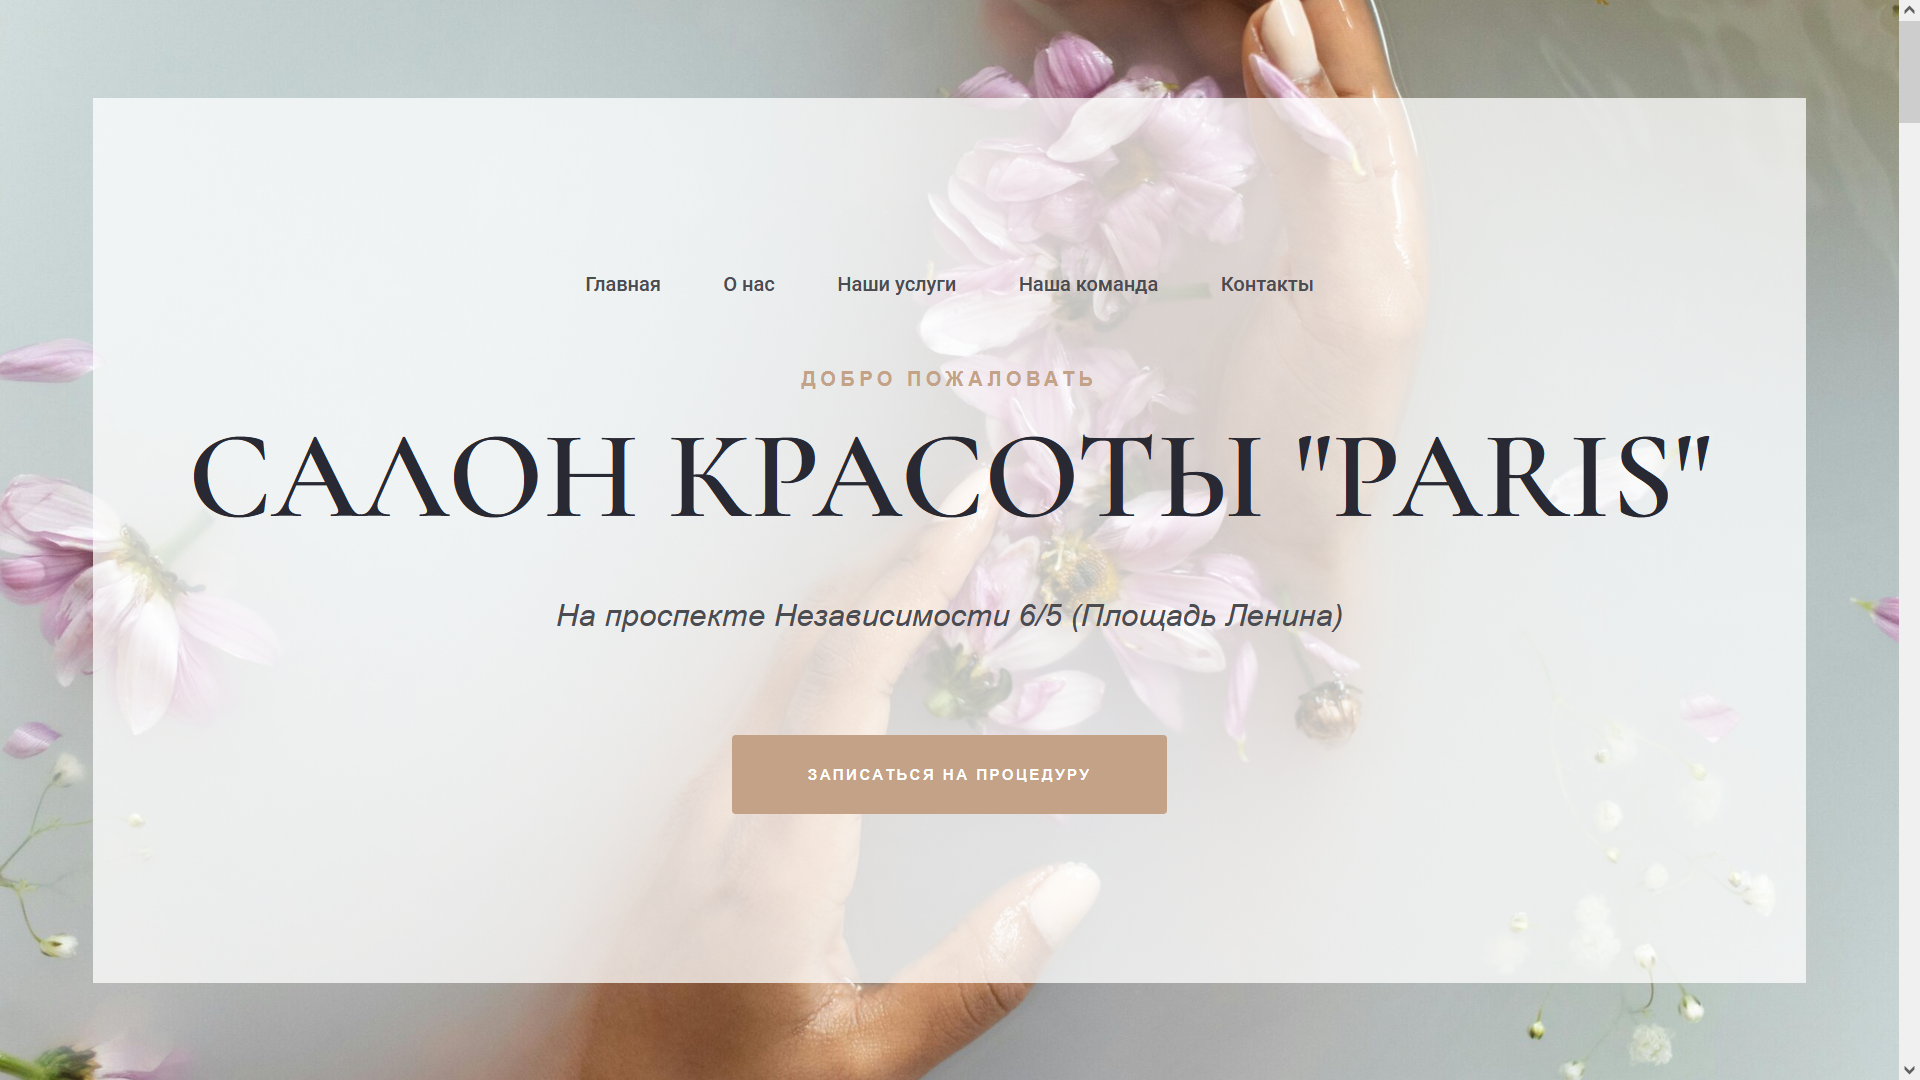 Главная О нас Наши услуги Наша команда Контакты
ДОБРО ПОЖАЛОВАТЬ
САЛОН КРАСОТЫ "PARIS"
На проспекте Независимости 6/5 (Площадь Ленина)
ЗАПИСАТЬСЯ НА ПРОЦЕДУРУ